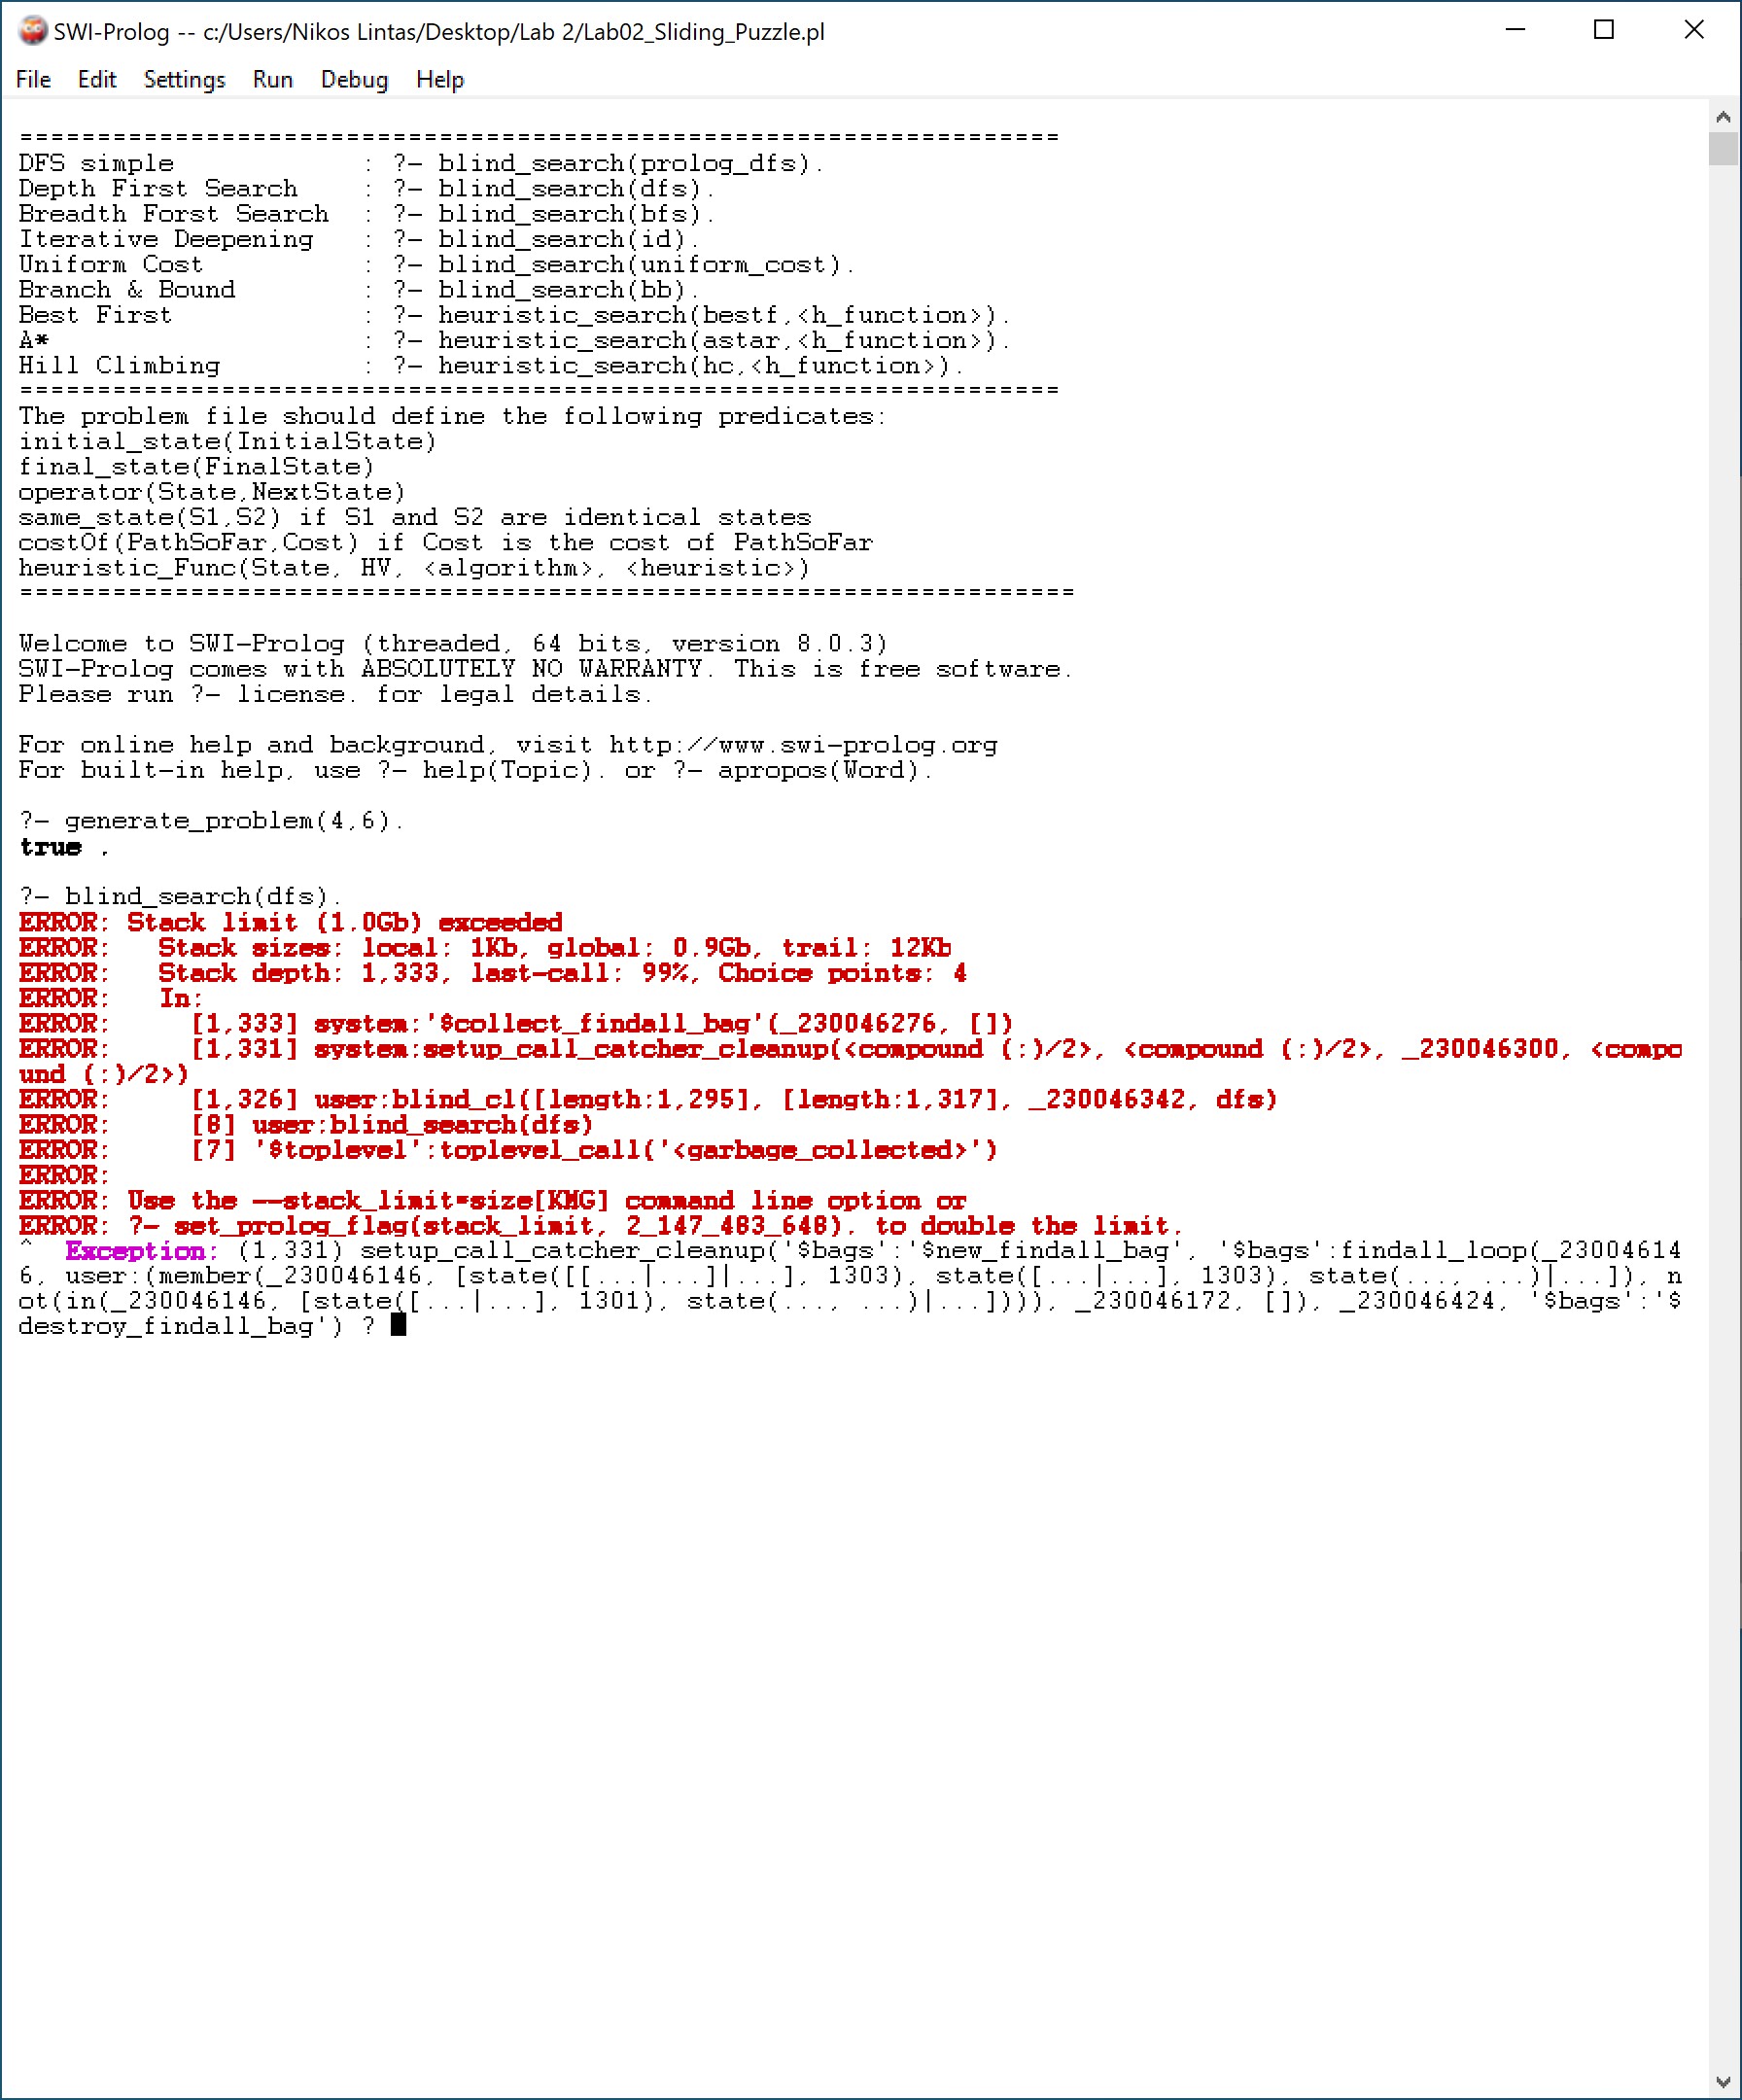 SWI-Prolog -- c:/Users/Nikos Lintas/Desktop/Lab 2/Lab02_Sliding_Puzzle.pl
File Edit Settings Run Debug Help
===================================================================
DFS simple            : ?- blind_search(prolog_dfs).
Depth First Search    : ?- blind_search(dfs).
Breadth Forst Search  : ?- blind_search(bfs).
Iterative Deepening   : ?- blind_search(id).
Uniform Cost          : ?- blind_search(uniform_cost).
Branch & Bound        : ?- blind_search(bb).
Best First            : ?- heuristic_search(bestf,<h_function>).
A*                    : ?- heuristic_search(astar,<h_function>).
Hill Climbing         : ?- heuristic_search(hc,<h_function>).
===================================================================
The problem file should define the following predicates:
initial_state(InitialState)
final_state(FinalState)
operator(State,NextState)
same_state(S1,S2) if S1 and S2 are identical states
costOf(PathSoFar,Cost) if Cost is the cost of PathSoFar
heuristic_Func(State, HV, <algorithm>, <heuristic>)
====================================================================
Welcome to SWI-Prolog (threaded, 64 bits, version 8.0.3)
SWI-Prolog comes with ABSOLUTELY NO WARRANTY. This is free software.
Please run ?- license. for legal details.
For online help and background, visit http://www.swi-prolog.org
For built-in help, use ?- help(Topic). or ?- apropos(Word).
?- generate_problem(4,6).
true .
?- blind_search(dfs).
ERROR: Stack limit (1.0Gb) exceeded
ERROR:   Stack sizes: local: 1Kb, global: 0.9Gb, trail: 12Kb
ERROR:   Stack depth: 1,333, last-call: 99%, Choice points: 4
ERROR:   In:
ERROR:     [1,333] system:'$collect_findall_bag'(_230046276, [])
ERROR:     [1,331] system:setup_call_catcher_cleanup(<compound (:)/2>, <compound (:)/2>, _230046300, <compo
und (:)/2>)
ERROR:     [1,326] user:blind_cl([length:1,295], [length:1,317], _230046342, dfs)
ERROR:     [8] user:blind_search(dfs)
ERROR:     [7] '$toplevel':toplevel_call('<garbage_collected>')
ERROR:
ERROR: Use the --stack_limit=size[KMG] command line option or
ERROR: ?- set_prolog_flag(stack_limit, 2_147_483_648). to double the limit.
^  Exception: (1,331) setup_call_catcher_cleanup('$bags':'$new_findall_bag', '$bags':findall_loop(_23004614
6, user:(member(_230046146, [state([[...|...]|...], 1303), state([...|...], 1303), state(..., ...)|...]), n
ot(in(_230046146, [state([...|...], 1301), state(..., ...)|...]))), _230046172, []), _230046424, '$bags':'$
destroy_findall_bag') ?